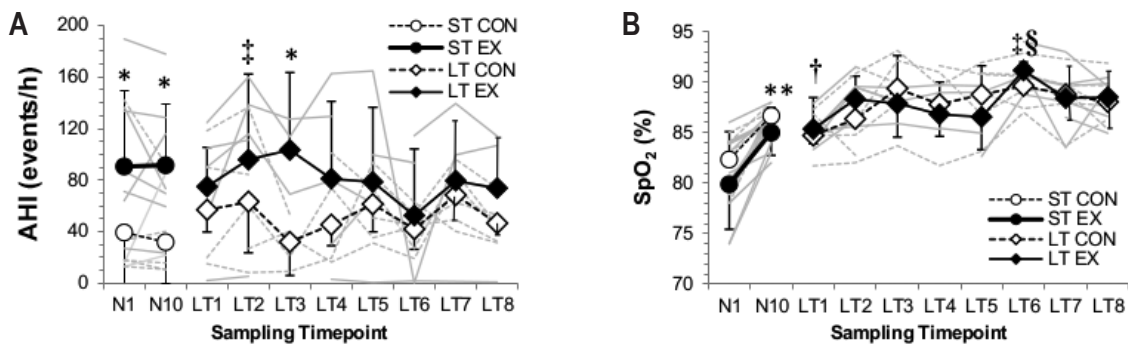 A
AHI (events/h)
200
160
120
80
40
0
* * ‡ *
ST CON
ST EX
LT CON
LT EX
N1 N10 LT1 LT2 LT3 LT4 LT5 LT6 LT7 LT8
Sampling Timepoint
B
SpO2 (%)
95
90
85
80
75
70
** † ‡§
ST CON
ST EX
LT CON
LT EX
N1 N10 LT1 LT2 LT3 LT4 LT5 LT6 LT7 LT8
Sampling Timepoint